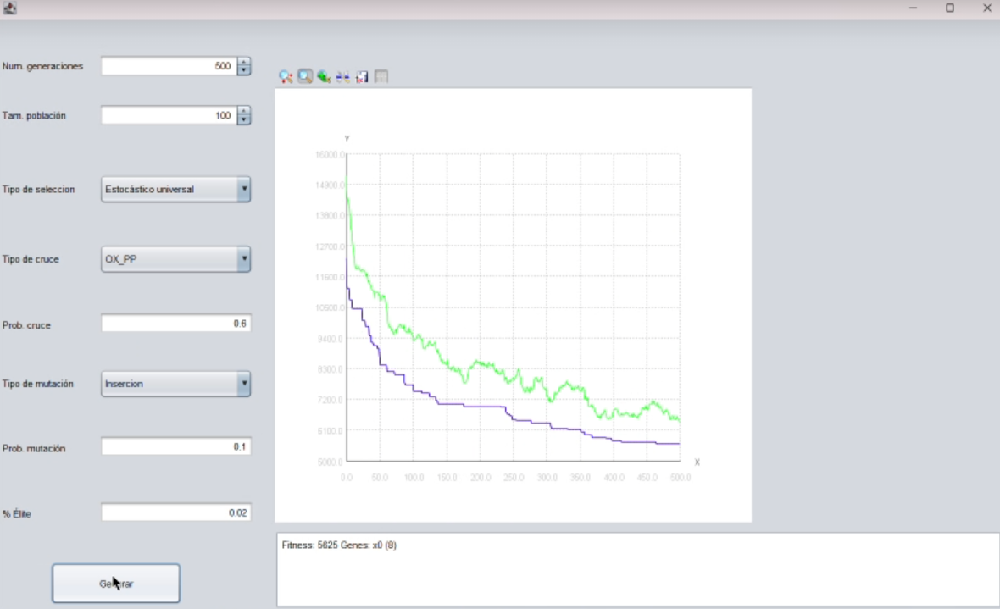 Num. generaciones
500
Tam. población
100
Tipo de seleccion
Estocástico universal
Tipo de cruce
OX_PP
Prob. cruce
0.6
Tipo de mutación
Insercion
Prob. mutación
0.1
% Élite
0.02
Y
16000.0
14900.0
13800.0
12700.0
11600.0
10500.0
9400.0
8300.0
7200.0
6100.0
5000.0
X
0.0 50.0 100.0 150.0 200.0 250.0 300.0 350.0 400.0 450.0 500.0
Fitness: 5625 Genes: x0 (8)